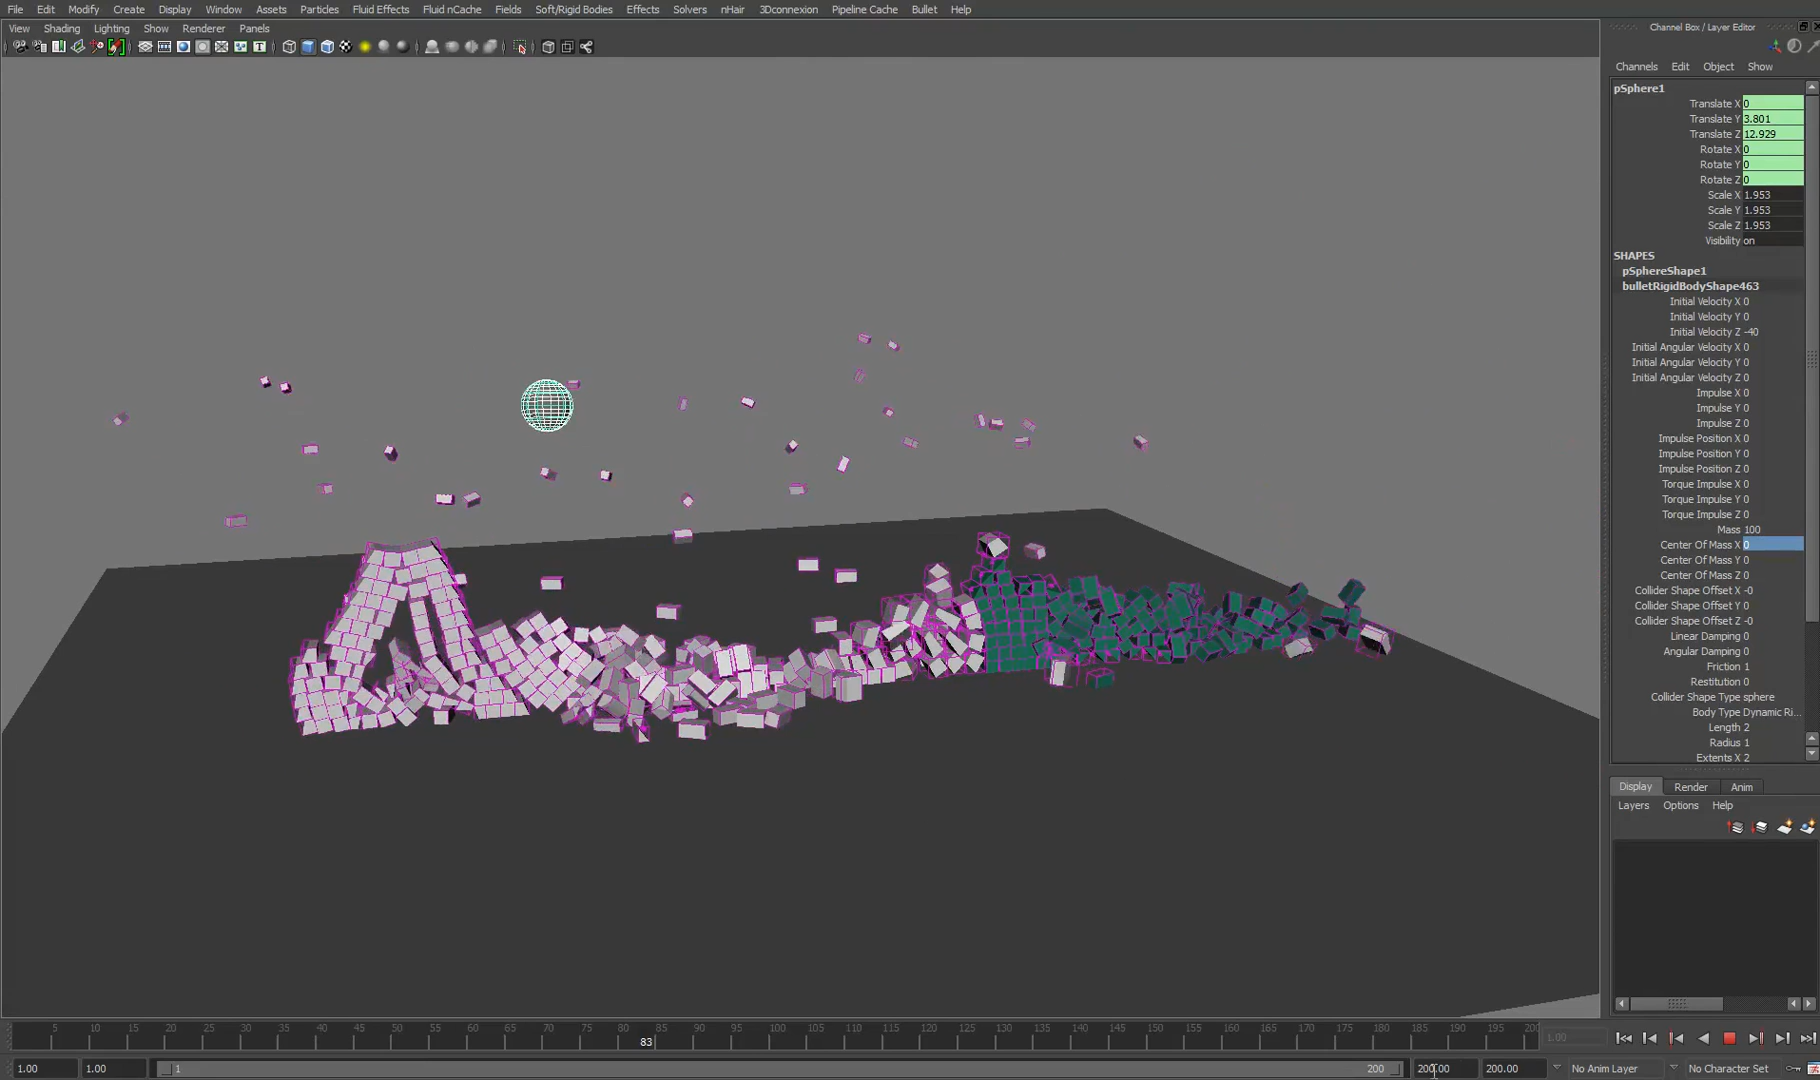 File Edit Modify Create Display Window Assets Particles Fluid Effects Fluid nCache Fields Soft/Rigid Bodies Effects Solvers nHair 3Dconnexion Pipeline Cache Bullet Help
View Shading Lighting Show Renderer Panels
Channel Box / Layer Editor
Channels Edit Object Show
pSphere1
Translate X 0
Translate Y 3.801
Translate Z 12.929
Rotate X 0
Rotate Y 0
Rotate Z 0
Scale X 1.953
Scale Y 1.953
Scale Z 1.953
Visibility on
SHAPES
pSphereShape1
bulletRigidBodyShape463
Initial Velocity X 0
Initial Velocity Y 0
Initial Velocity Z -40
Initial Angular Velocity X 0
Initial Angular Velocity Y 0
Initial Angular Velocity Z 0
Impulse X 0
Impulse Y 0
Impulse Z 0
Impulse Position X 0
Impulse Position Y 0
Impulse Position Z 0
Torque Impulse X 0
Torque Impulse Y 0
Torque Impulse Z 0
Mass 100
Center Of Mass X 0
Center Of Mass Y 0
Center Of Mass Z 0
Collider Shape Offset X -0
Collider Shape Offset Y 0
Collider Shape Offset Z -0
Linear Damping 0
Angular Damping 0
Friction 1
Restitution 0
Collider Shape Type sphere
Body Type Dynamic Ri...
Length 2
Radius 1
Extents X 2
Display Render Anim
Layers Options Help
5 10 15 20 25 30 35 40 45 50 55 60 65 70 75 80 85 90 95 100 105 110 115 120 125 130 135 140 145 150 155 160 165 170 175 180 185 190 195 200
83
1.00
1.00 1.00 1 200 200.00 200.00 No Anim Layer No Character Set